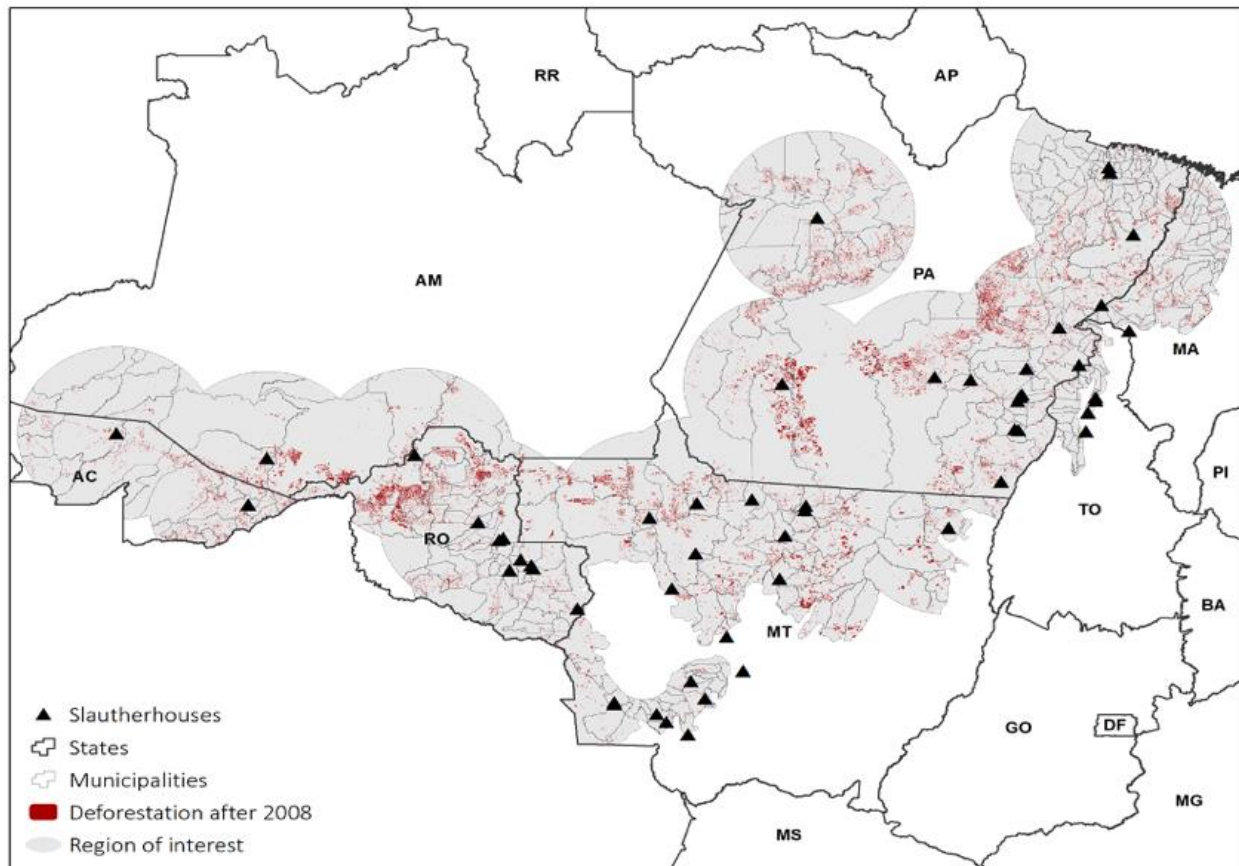 RR
AP
AM
PA
MA
AC
PI
TO
RO
BA
MT
Slautherhouses
States
GO
DF
Municipalities
Deforestation after 2008
MG
MS
Region of interest